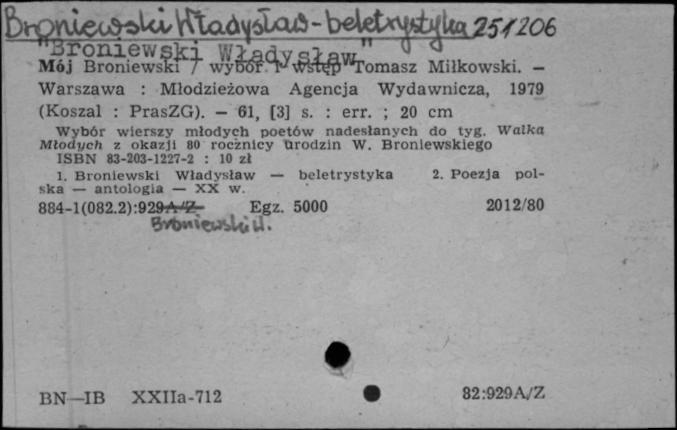 Broniewski Władysław - beletrystyka 251206
"Broniewski Władysław"
Mój Broniewski / wybór i wstęp Tomasz Miłkowski. —
Warszawa : Młodzieżowa Agencja Wydawnicza, 1979
(Koszal : PrasZG). — 61, [3] s. : err. ; 20 cm
Wybór wierszy młodych poetów nadesłanych do tyg. Walka
Młodych z okazji 80 rocznicy urodzin W. Broniewskiego
ISBN 83-203-1227-2 : 10 zł
1. Broniewski Władysław — beletrystyka 2. Poezja pol-
ska — antologia — XX w.
884-1(082.2):929A/Z Egz. 5000 2012/80
Broniewski W.
BN—IB XXIIa-712 82:929A/Z